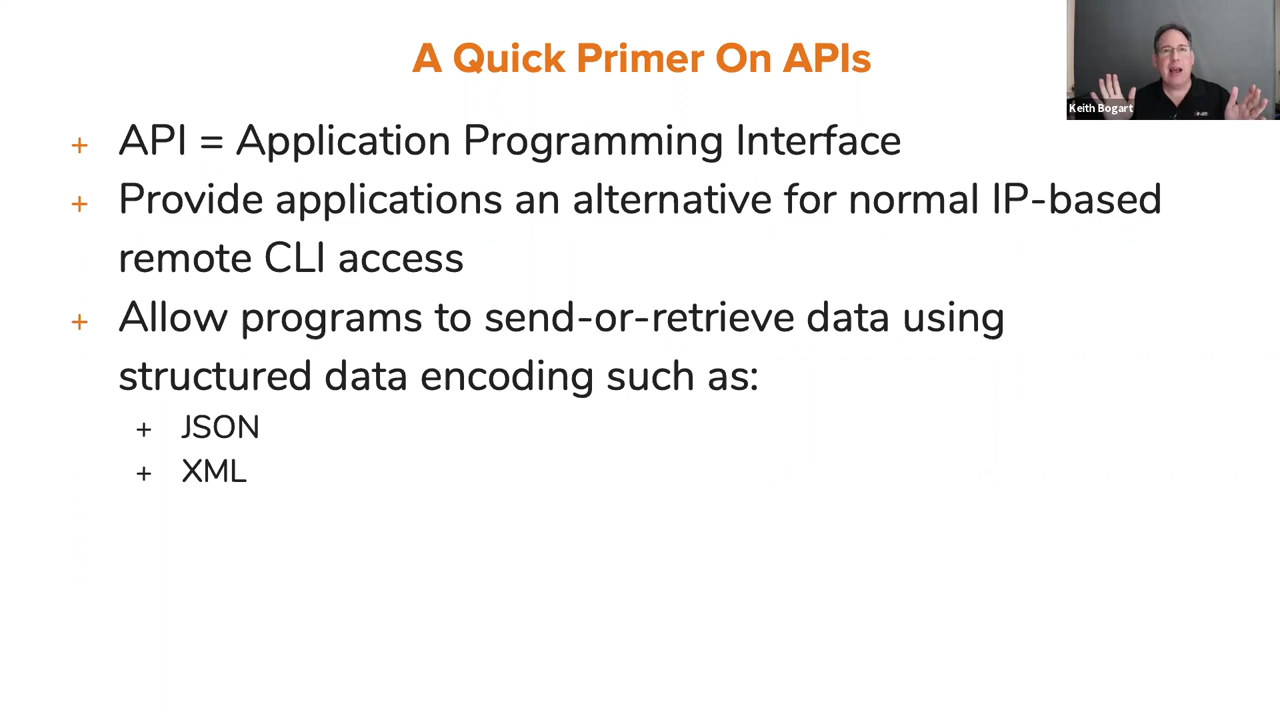 A Quick Primer On APIs
Keith Bogart
+ API = Application Programming Interface
+ Provide applications an alternative for normal IP-based
remote CLI access
+ Allow programs to send-or-retrieve data using
structured data encoding such as:
+ JSON
+ XML